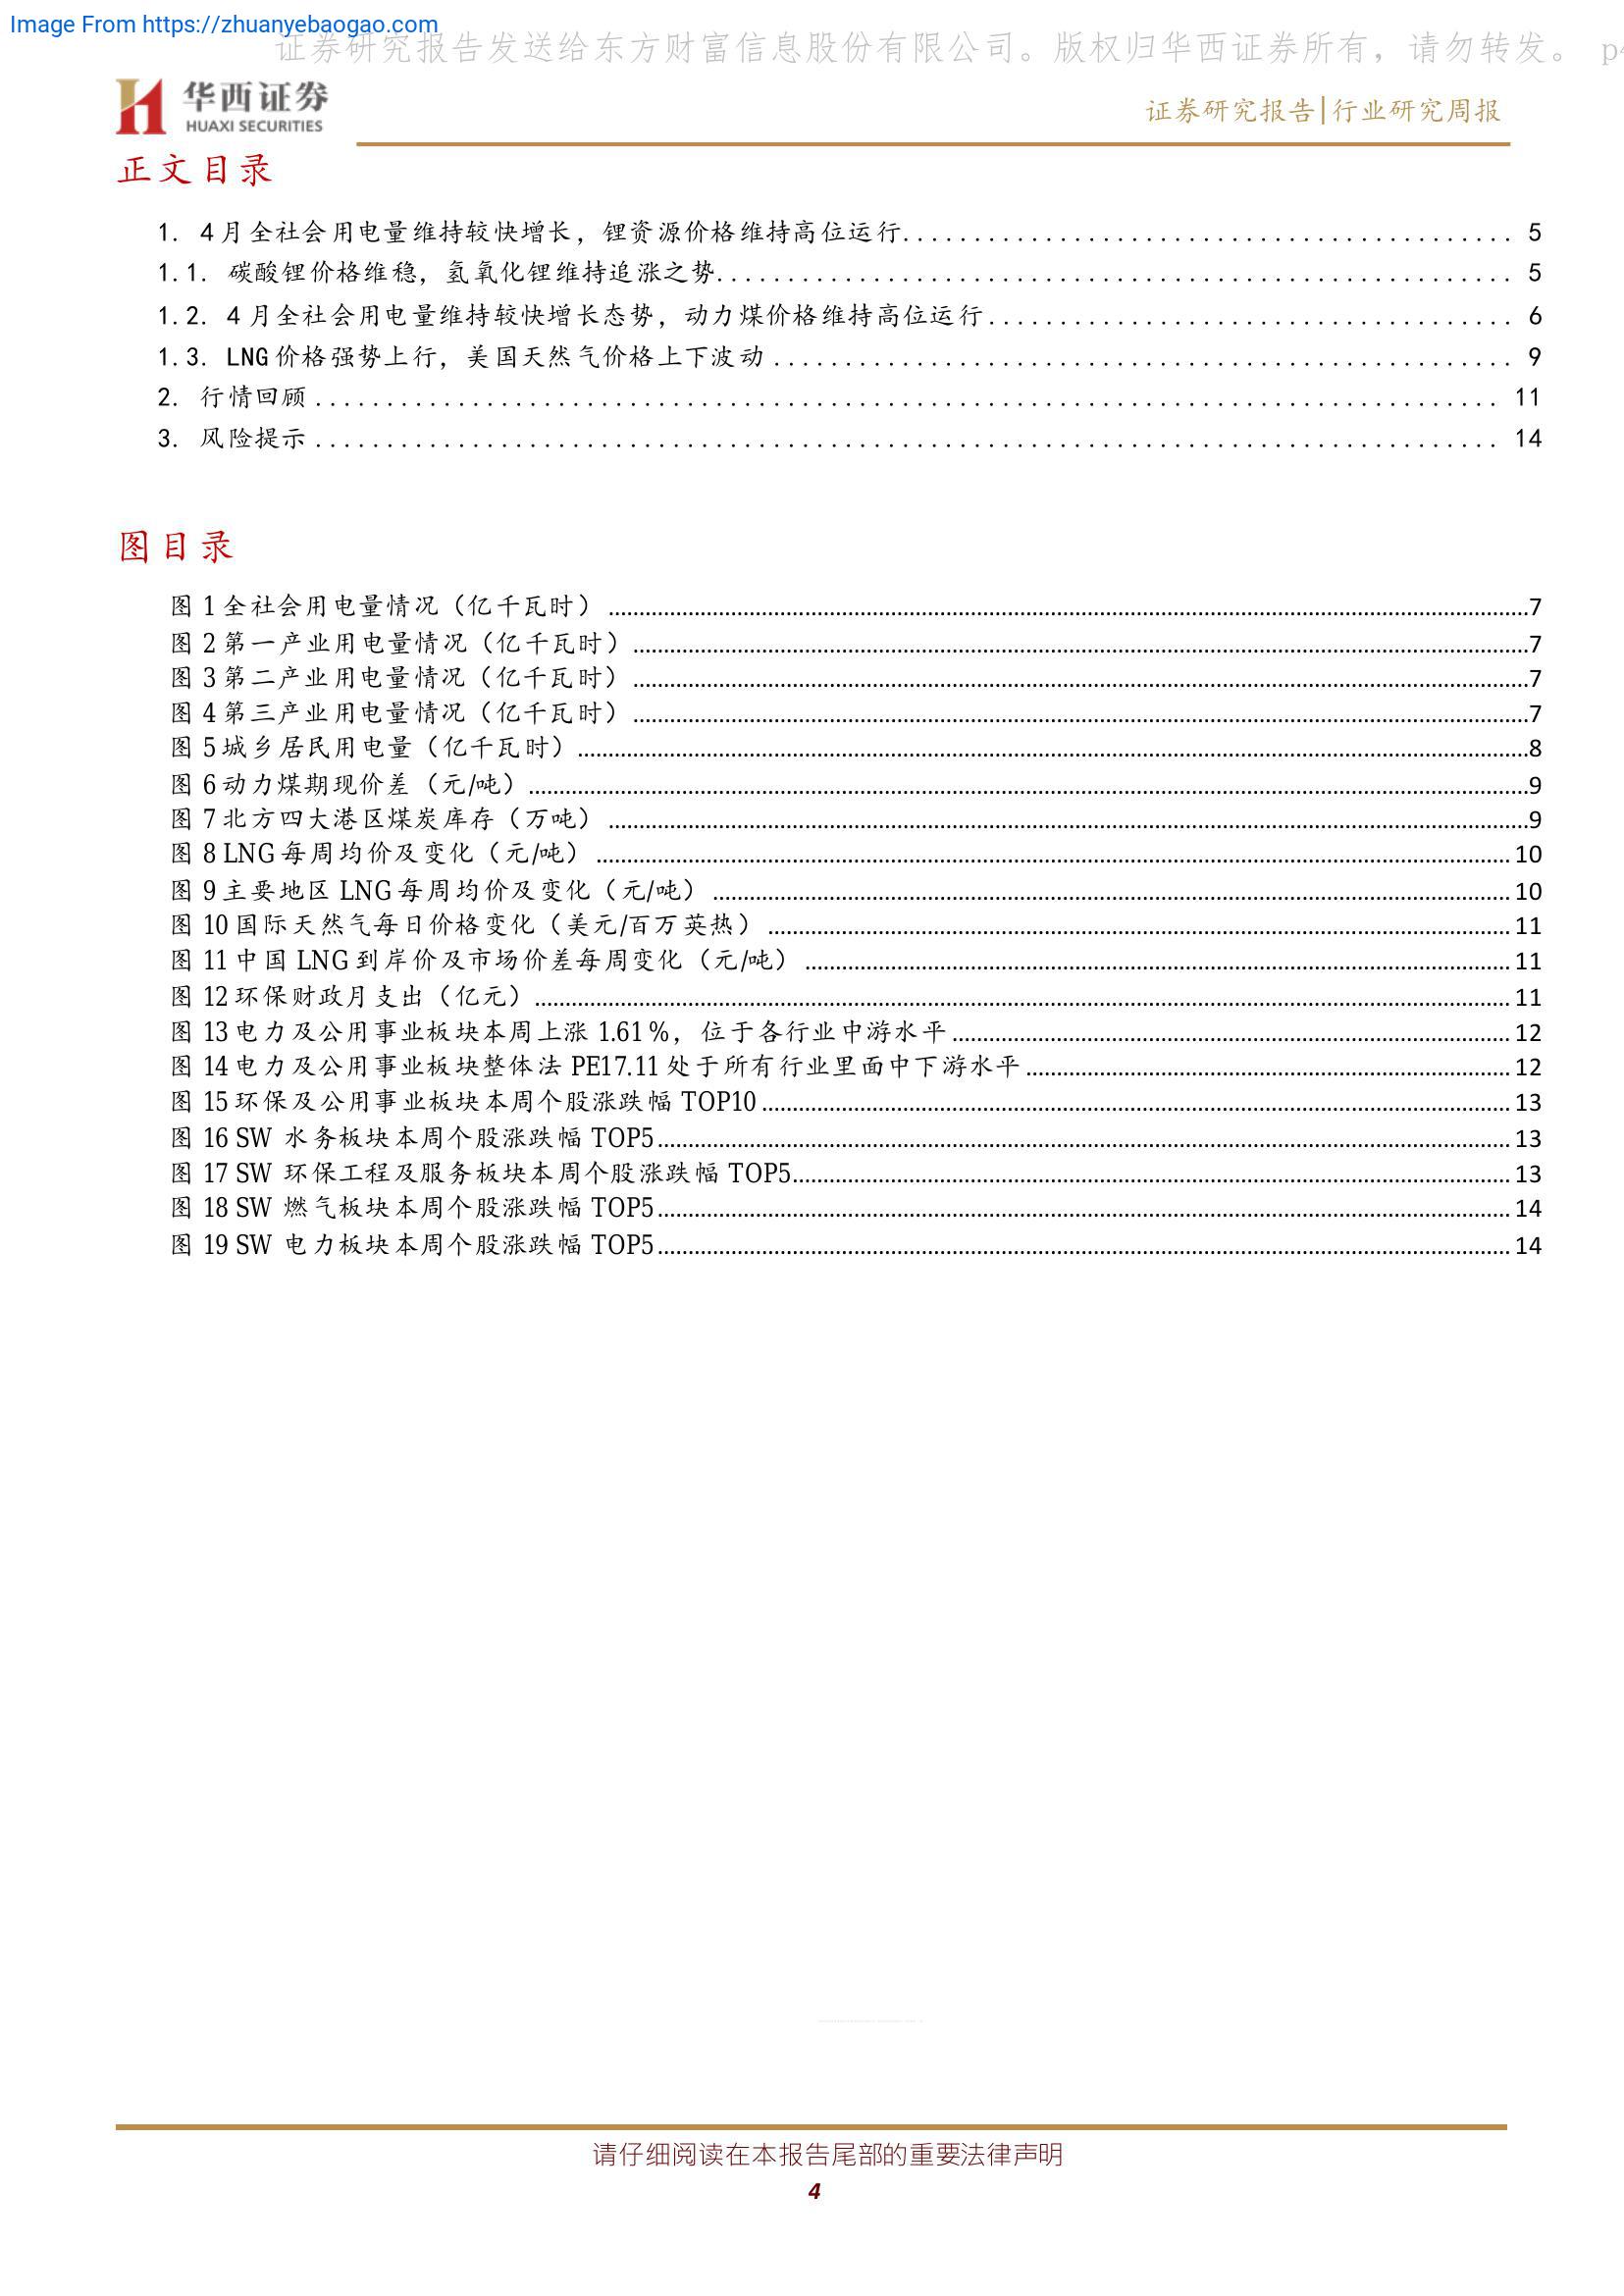 Image From https://zhuanyebaogao.com
证券研究报告发送给东方财富信息股份有限公司。版权归华西证券所有，请勿转发。 p4
华西证券
HUAXI SECURITIES
证券研究报告|行业研究周报
正文目录
1. 4月全社会用电量维持较快增长，锂资源价格维持高位运行........................................... 5
1.1. 碳酸锂价格维稳，氢氧化锂维持追涨之势........................................................ 5
1.2. 4月全社会用电量维持较快增长态势，动力煤价格维持高位运行..................................... 6
1.3. LNG价格强势上行，美国天然气价格上下波动 .................................................... 9
2. 行情回顾 ................................................................................... 11
3. 风险提示 ................................................................................... 14
图目录
图 1 全社会用电量情况（亿千瓦时） ........................................................7
图 2 第一产业用电量情况（亿千瓦时） ........................................................7
图 3 第二产业用电量情况（亿千瓦时） ........................................................7
图 4 第三产业用电量情况（亿千瓦时） ........................................................7
图 5 城乡居民用电量（亿千瓦时） ........................................................8
图 6 动力煤期现价差（元/吨） ........................................................9
图 7 北方四大港区煤炭库存（万吨） ........................................................9
图 8 LNG每周均价及变化（元/吨） ........................................................10
图 9 主要地区 LNG每周均价及变化（元/吨） ........................................................10
图 10 国际天然气每日价格变化（美元/百万英热） ........................................................11
图 11 中国 LNG到岸价及市场价差每周变化（元/吨） ........................................................11
图 12 环保财政月支出（亿元） ........................................................11
图 13 电力及公用事业板块本周上涨 1.61%，位于各行业中游水平 ........................................................12
图 14 电力及公用事业板块整体法 PE17.11 处于所有行业里面中下游水平 ........................................................12
图 15 环保及公用事业板块本周个股涨跌幅 TOP10 ........................................................13
图 16 SW 水务板块本周个股涨跌幅 TOP5 ........................................................13
图 17 SW 环保工程及服务板块本周个股涨跌幅 TOP5 ........................................................13
图 18 SW 燃气板块本周个股涨跌幅 TOP5 ........................................................14
图 19 SW 电力板块本周个股涨跌幅 TOP5 ........................................................14
请仔细阅读在本报告尾部的重要法律声明
4